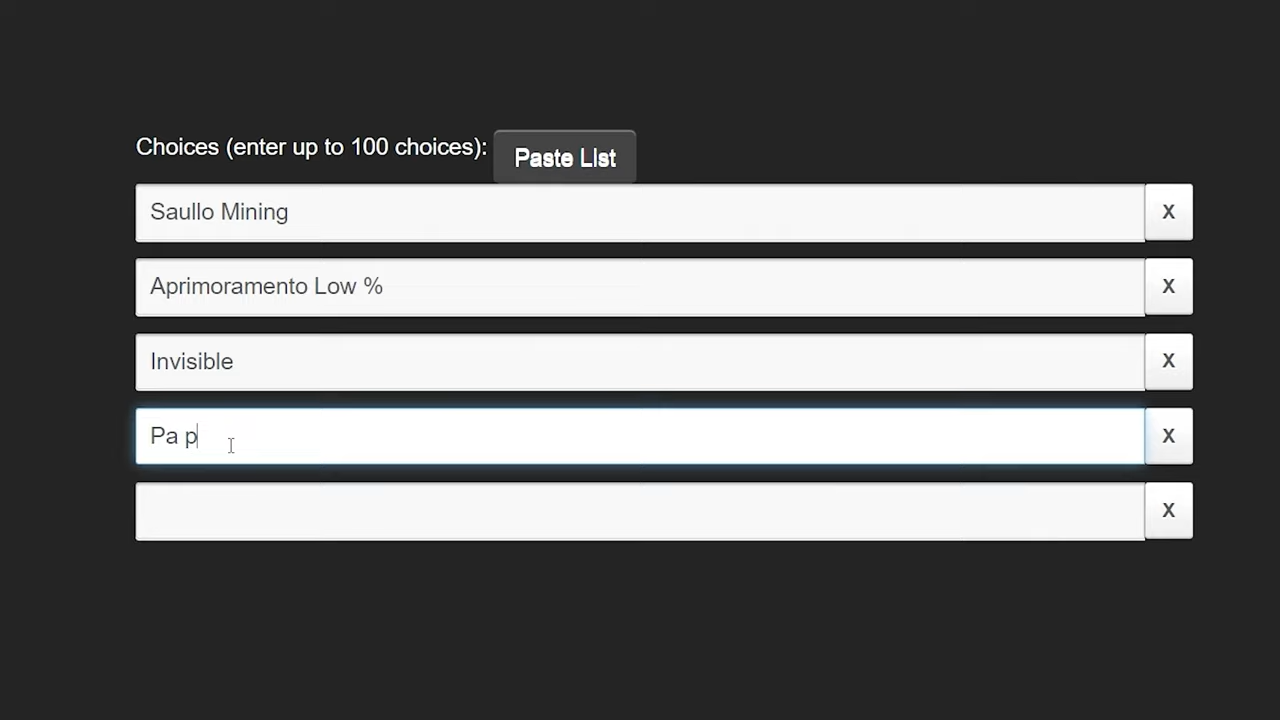 Choices (enter up to 100 choices): Paste List
Saullo Mining X
Aprimoramento Low % X
Invisible X
Pa p X
X